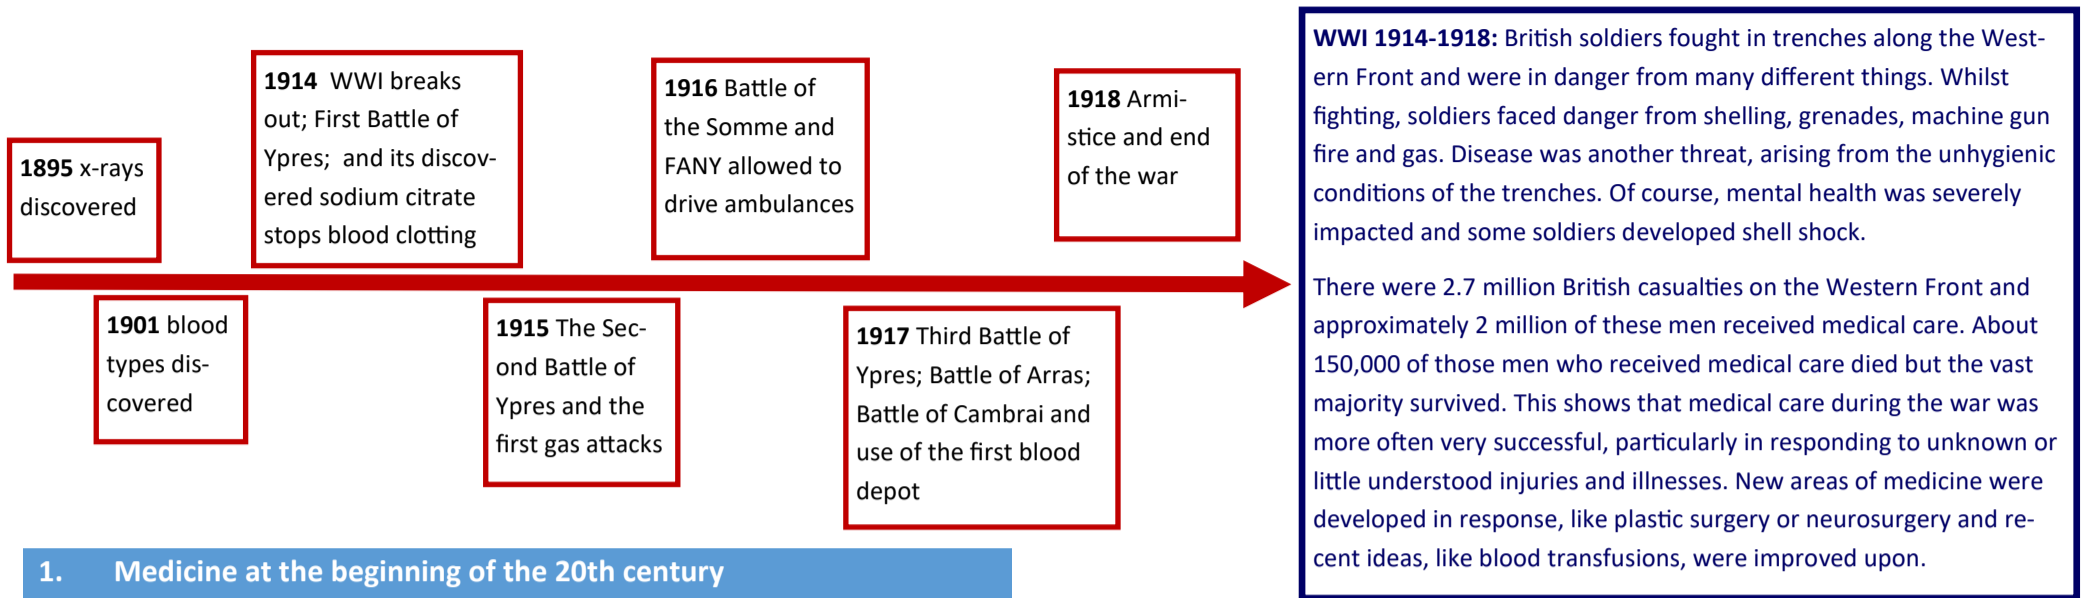 1895 x-rays
discovered
1901 blood
types dis-
covered
1914  WWI breaks
out; First Battle of
Ypres;  and its discov-
ered sodium citrate
stops blood clotting
1915 The Sec-
ond Battle of
Ypres and the
first gas attacks
1916 Battle of
the Somme and
FANY allowed to
drive ambulances
1917 Third Battle of
Ypres; Battle of Arras;
Battle of Cambrai and
use of the first blood
depot
1918 Armi-
stice and end
of the war
WWI 1914-1918: British soldiers fought in trenches along the West-
ern Front and were in danger from many different things. Whilst
fighting, soldiers faced danger from shelling, grenades, machine gun
fire and gas. Disease was another threat, arising from the unhygienic
conditions of the trenches. Of course, mental health was severely
impacted and some soldiers developed shell shock.
There were 2.7 million British casualties on the Western Front and
approximately 2 million of these men received medical care. About
150,000 of those men who received medical care died but the vast
majority survived. This shows that medical care during the war was
more often very successful, particularly in responding to unknown or
little understood injuries and illnesses. New areas of medicine were
developed in response, like plastic surgery or neurosurgery and re-
cent ideas, like blood transfusions, were improved upon.
1. Medicine at the beginning of the 20th century